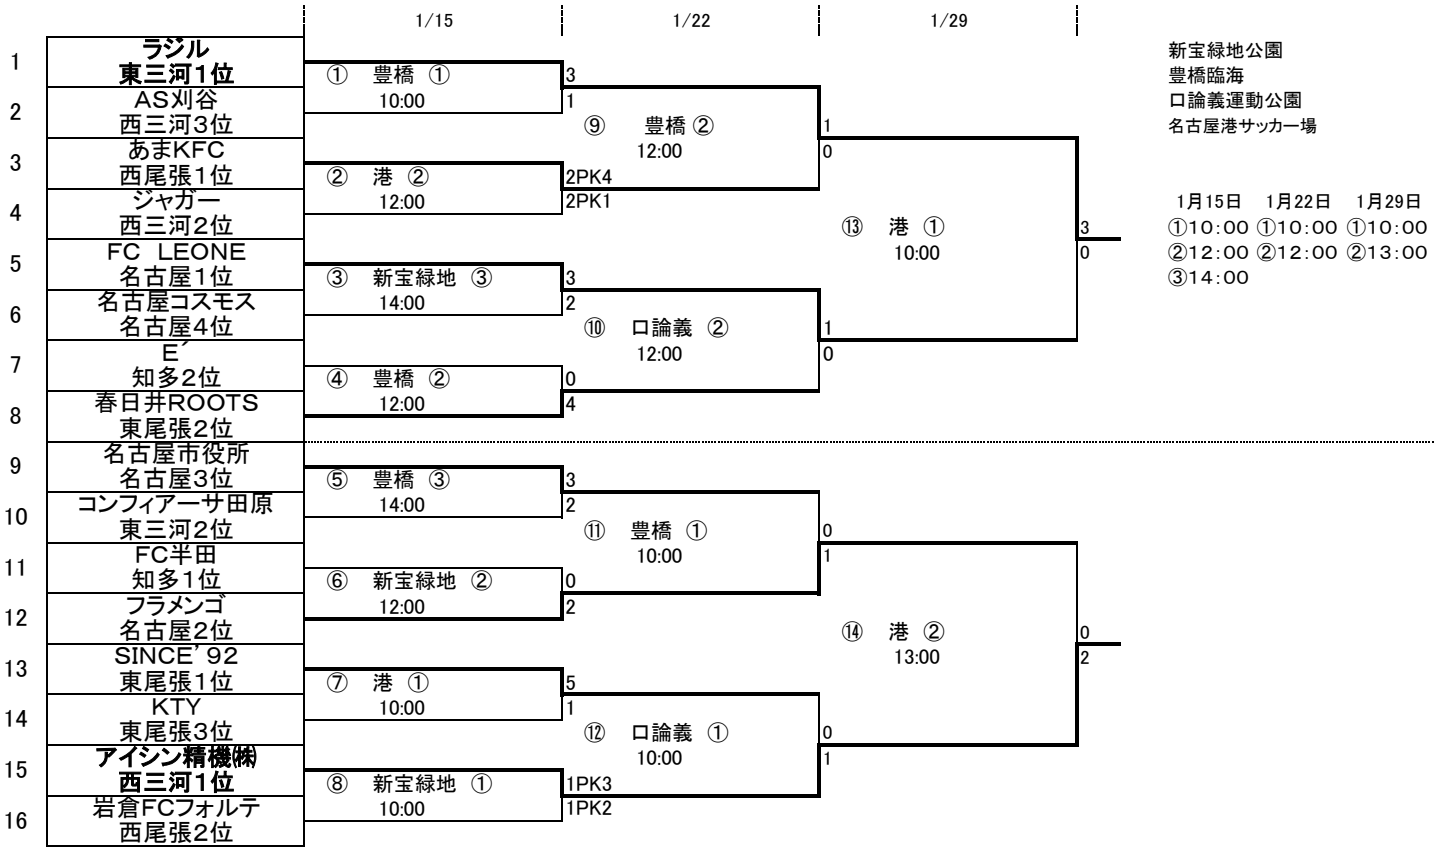 1/15 1/22 1/29
1 ラジル
東三河1位
① 豊橋 ①
10:00
3
1
2 AS刈谷
西三河3位
⑨ 豊橋 ②
12:00
1
0
3 あまKFC
西尾張1位
② 港 ②
12:00
2PK4
2PK1
4 ジャガー
西三河2位
⑬ 港 ①
10:00
3
0
5 FC LEONE
名古屋1位
③ 新宝緑地 ③
14:00
3
2
6 名古屋コスモス
名古屋4位
⑩ 口論義 ②
12:00
1
0
7 E´
知多2位
④ 豊橋 ②
12:00
0
4
8 春日井ROOTS
東尾張2位
9 名古屋市役所
名古屋3位
⑤ 豊橋 ③
14:00
3
2
10 コンフィアーサ田原
東三河2位
⑪ 豊橋 ①
10:00
0
1
11 FC半田
知多1位
⑥ 新宝緑地 ②
12:00
0
2
12 フラメンゴ
名古屋2位
⑭ 港 ②
13:00
0
2
13 SINCE’92
東尾張1位
⑦ 港 ①
10:00
5
1
14 KTY
東尾張3位
⑫ 口論義 ①
10:00
0
1
15 アイシン精機㈱
西三河1位
⑧ 新宝緑地 ①
10:00
1PK3
1PK2
16 岩倉FCフォルテ
西尾張2位
新宝緑地公園
豊橋臨海
口論義運動公園
名古屋港サッカー場
1月15日 1月22日 1月29日
①10:00 ①10:00 ①10:00
②12:00 ②12:00 ②13:00
③14:00